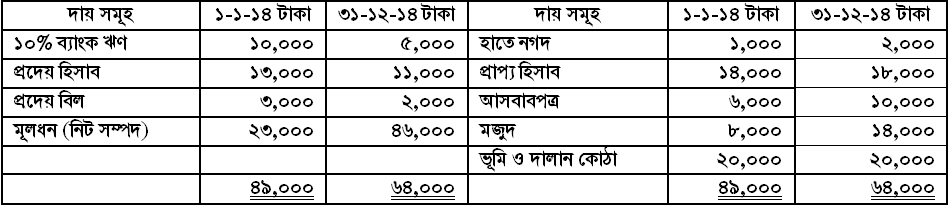 দায় সমূহ ১-১-১৪ টাকা ৩১-১২-১৪ টাকা দায় সমূহ ১-১-১৪ টাকা ৩১-১২-১৪ টাকা
১০% ব্যাংক ঋণ ১০,০০০ ৫,০০০ হাতে নগদ ১,০০০ ২,০০০
প্রদেয় হিসাব ১৩,০০০ ১১,০০০ প্রাপ্য হিসাব ১৪,০০০ ১৮,০০০
প্রদেয় বিল ৩,০০০ ২,০০০ আসবাবপত্র ৬,০০০ ১০,০০০
মূলধন (নিট সম্পদ) ২৩,০০০ ৪৬,০০০ মজুদ ৮,০০০ ১৪,০০০
ভূমি ও দালান কোঠা ২০,০০০ ২০,০০০
৪৯,০০০ ৬৪,০০০ ৪৯,০০০ ৬৪,০০০